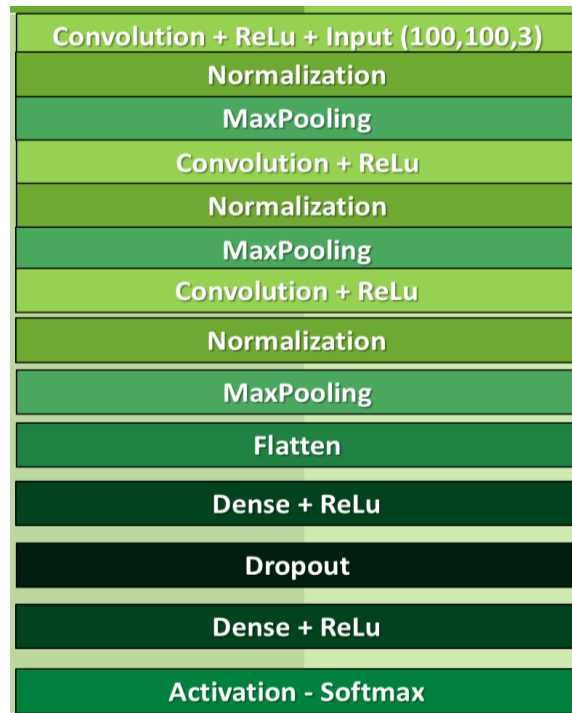 Convolution + ReLu + Input (100,100,3)
Normalization
MaxPooling
Convolution + ReLu
Normalization
MaxPooling
Convolution + ReLu
Normalization
MaxPooling
Flatten
Dense + ReLu
Dropout
Dense + ReLu
Activation - Softmax